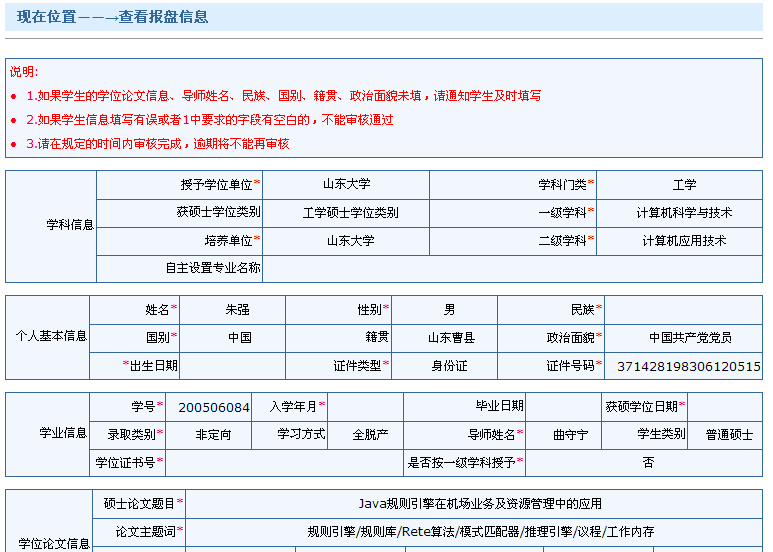 现在位置——→查看报盘信息
说明:
● 1.如果学生的学位论文信息、导师姓名、民族、国别、籍贯、政治面貌未填，请通知学生及时填写
● 2.如果学生信息填写有误或者1中要求的字段有空白的，不能审核通过
● 3.请在规定的时间内审核完成，逾期将不能再审核
学科信息
授予学位单位* 山东大学 学科门类* 工学
获硕士学位类别 工学硕士学位类别 一级学科* 计算机科学与技术
培养单位* 山东大学 二级学科* 计算机应用技术
自主设置专业名称
个人基本信息
姓名* 朱强 性别* 男 民族*
国别* 中国 籍贯 山东曹县 政治面貌* 中国共产党党员
*出生日期 证件类型* 身份证 证件号码* 371428198306120515
学业信息
学号* 200506084 入学年月* 毕业日期 获硕学位日期*
录取类别* 非定向 学习方式 全脱产 导师姓名* 曲守宁 学生类别 普通硕士
学位证书号* 是否按一级学科授予* 否
学位论文信息
硕士论文题目* Java规则引擎在机场业务及资源管理中的应用
论文主题词* 规则引擎/规则库/Rete算法/模式匹配器/推理引擎/议程/工作内存